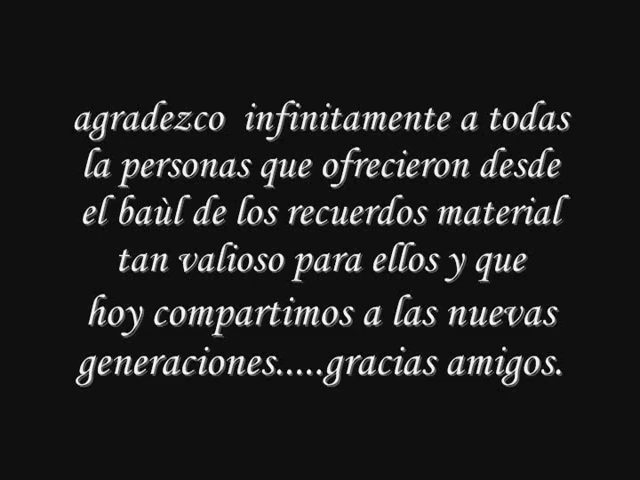 agradezco  infinitamente a todas
la personas que ofrecieron desde
el baùl de los recuerdos material
tan valioso para ellos y que
hoy compartimos a las nuevas
generaciones.....gracias amigos.